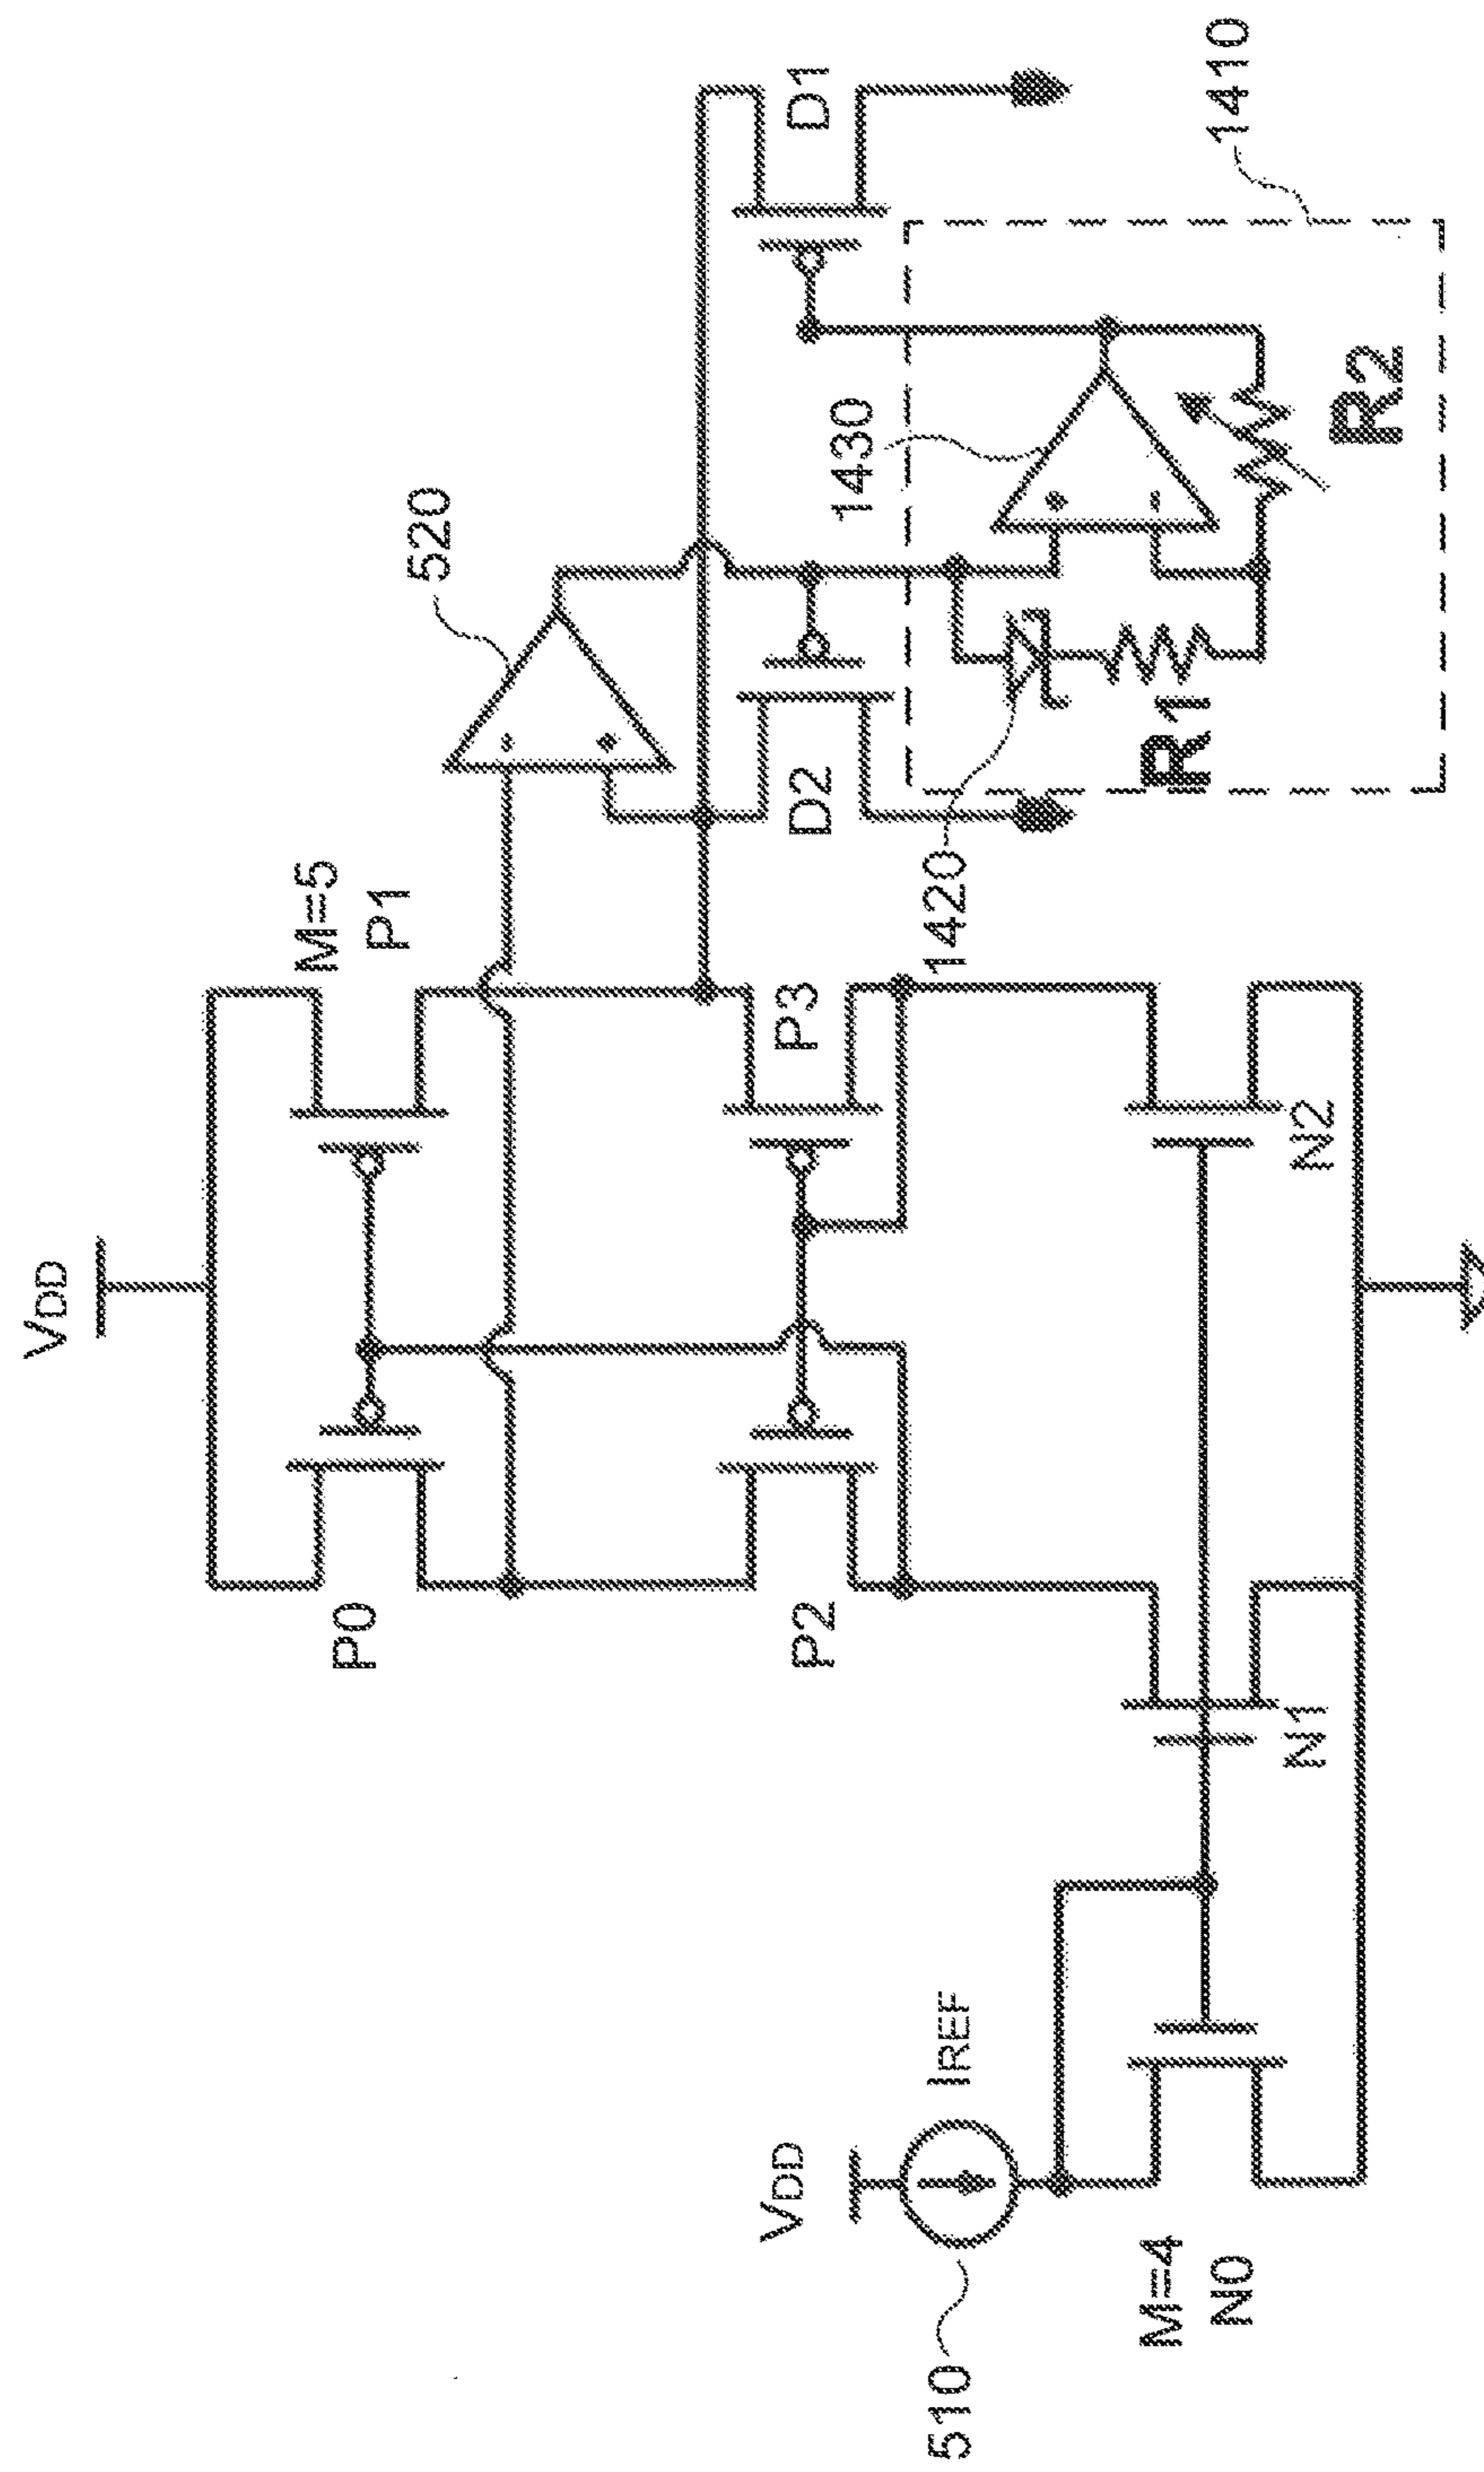 VDD
M=5
P1
P0
520
P2
P3
D2
D1
1430
1420
1410
R1
R2
N1
N2
VDD
IREF
510
M=4
N0